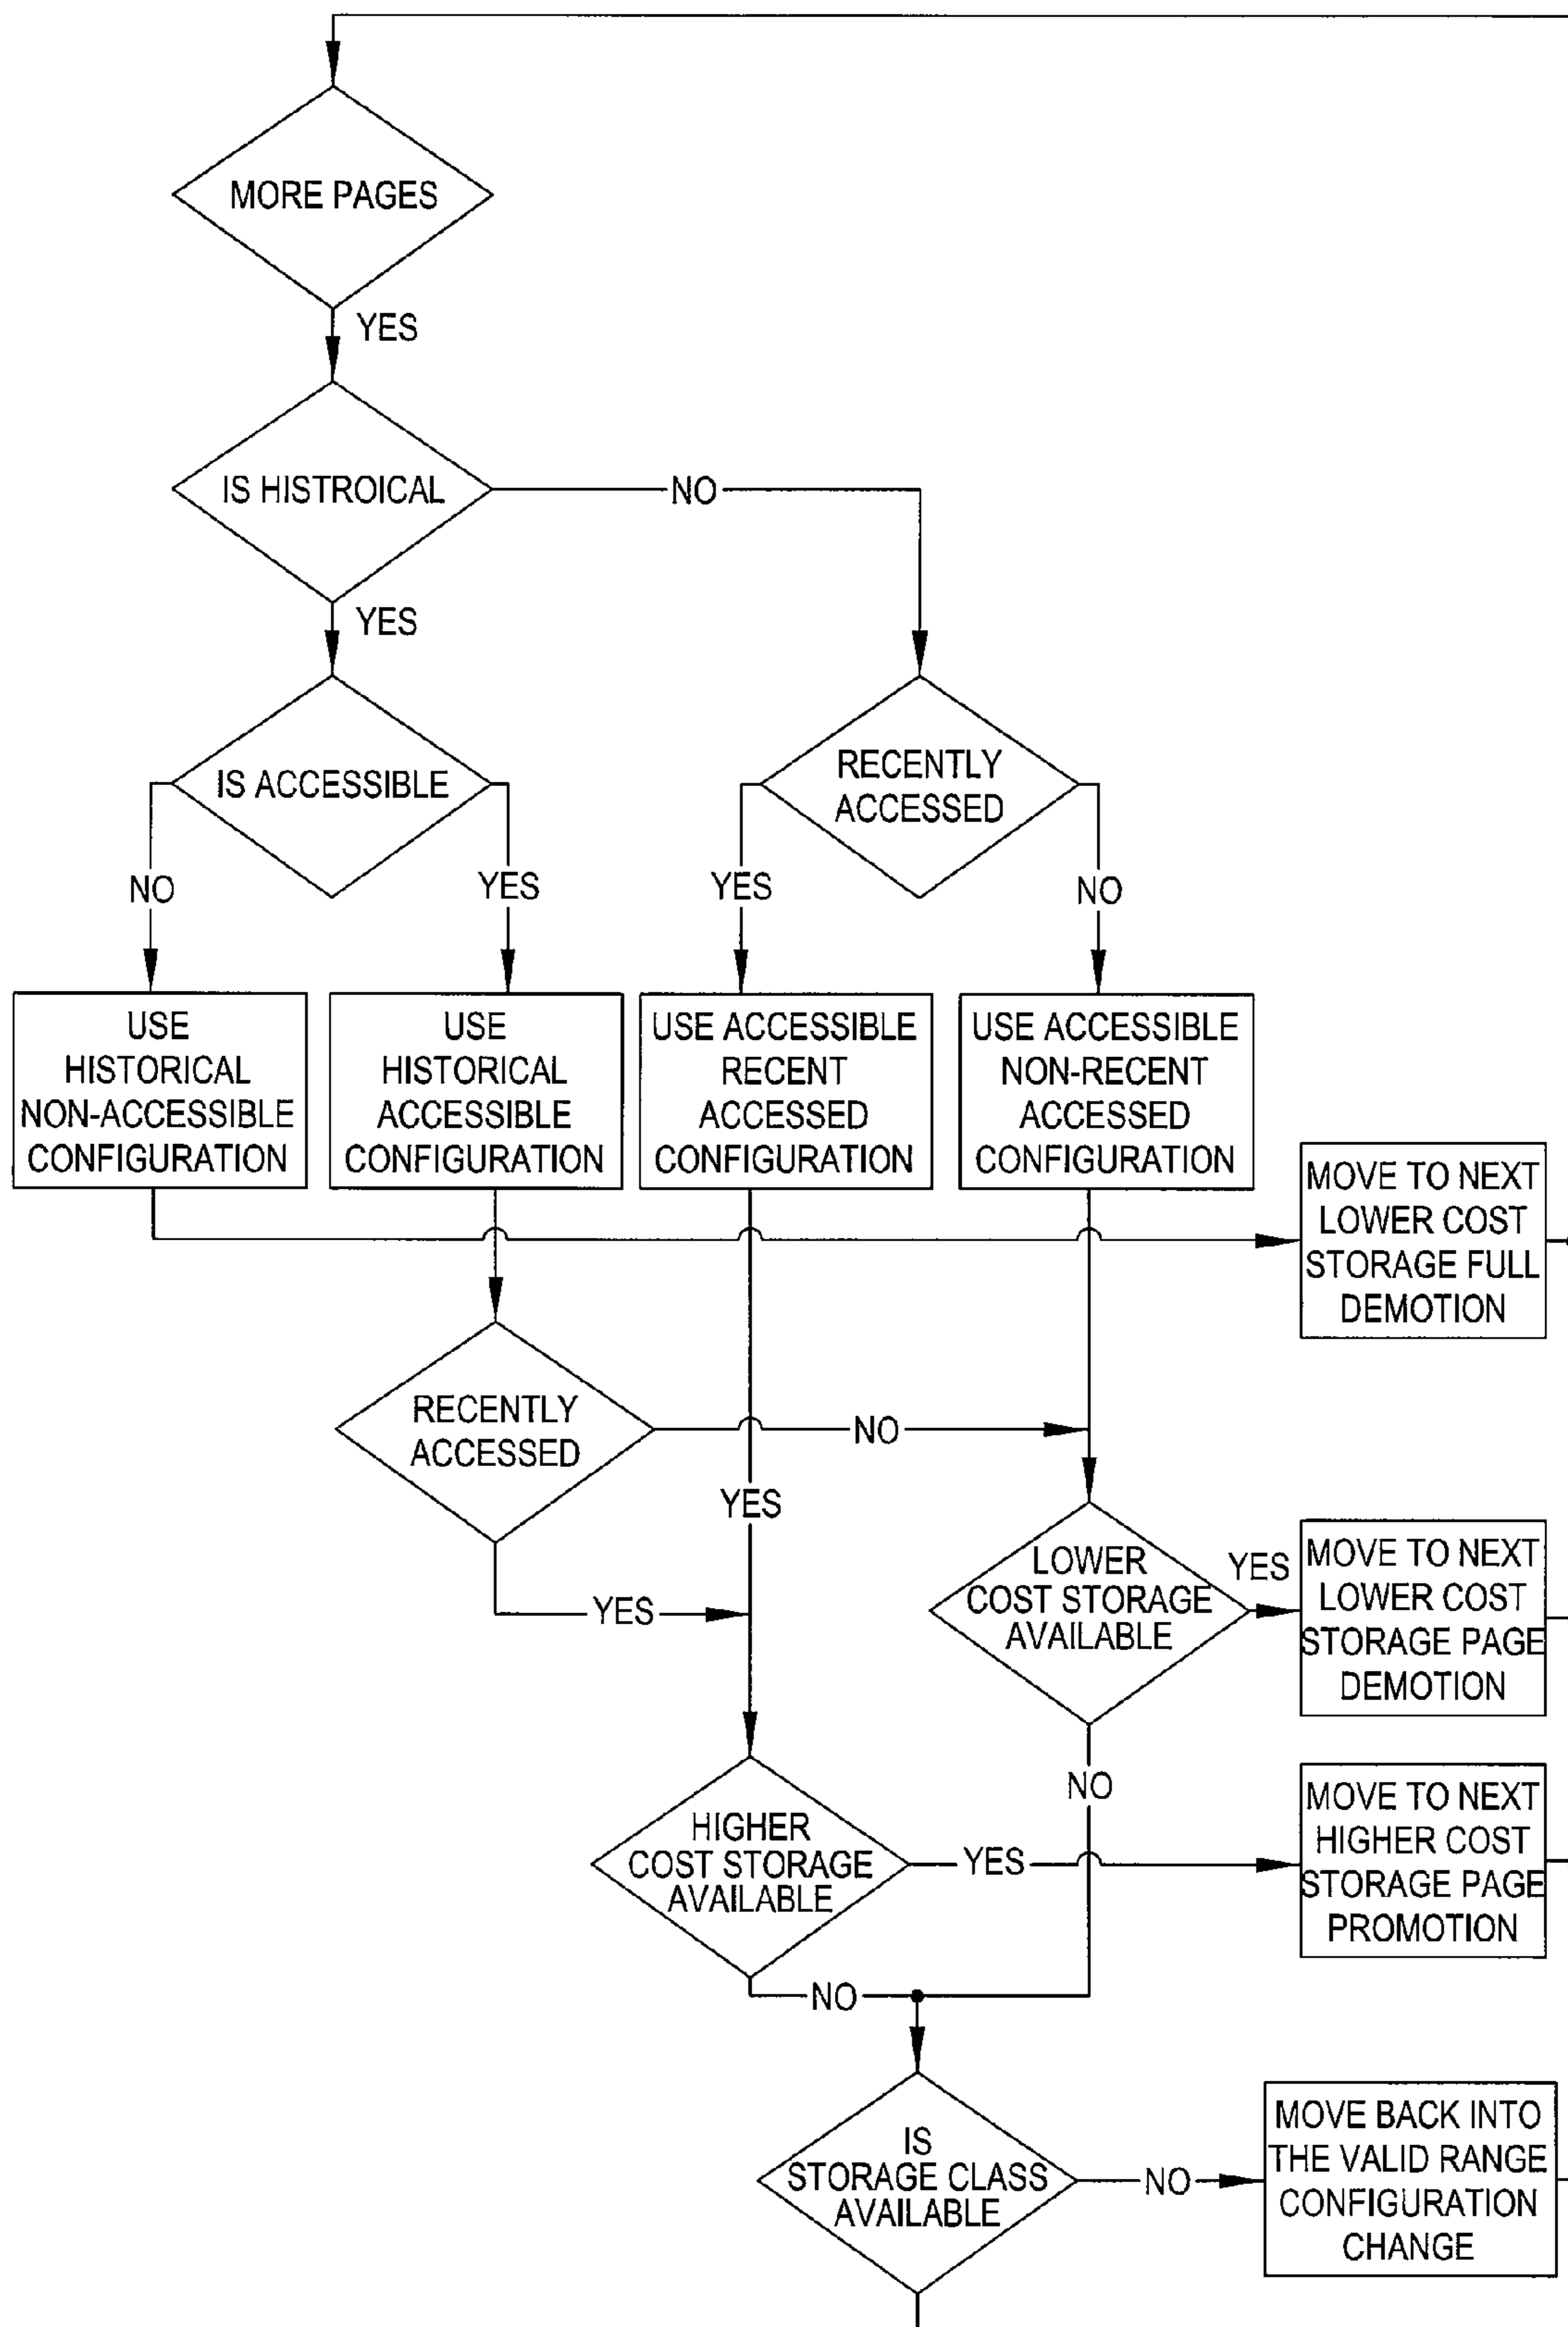 MORE PAGES
YES
IS HISTROICAL
NO
YES
IS ACCESSIBLE
RECENTLY
ACCESSED
NO
YES
YES
NO
USE
HISTORICAL
NON-ACCESSIBLE
CONFIGURATION
USE
HISTORICAL
ACCESSIBLE
CONFIGURATION
USE ACCESSIBLE
RECENT
ACCESSED
CONFIGURATION
USE ACCESSIBLE
NON-RECENT
ACCESSED
CONFIGURATION
MOVE TO NEXT
LOWER COST
STORAGE FULL
DEMOTION
RECENTLY
ACCESSED
NO
YES
YES
LOWER
COST STORAGE
AVAILABLE
YES
MOVE TO NEXT
LOWER COST
STORAGE PAGE
DEMOTION
NO
HIGHER
COST STORAGE
AVAILABLE
YES
MOVE TO NEXT
HIGHER COST
STORAGE PAGE
PROMOTION
NO
IS
STORAGE CLASS
AVAILABLE
NO
MOVE BACK INTO
THE VALID RANGE
CONFIGURATION
CHANGE